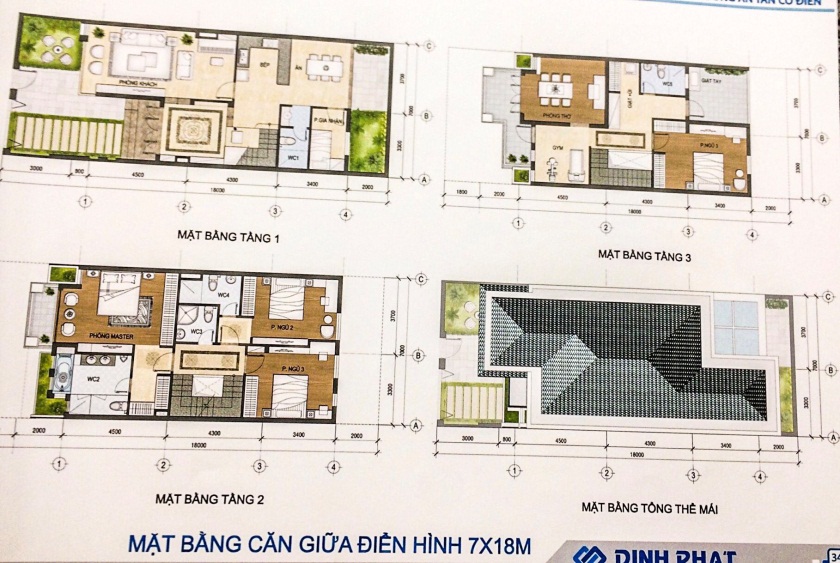 AN TÂN CỔ ĐIỂN
PHÒNG KHÁCH
BẾP
ĂN
P.GIA NHÂN
WC1
3700
7000
3300
C
B
A
3000
800
4500
4300
3400
2000
18000
1
2
3
4
MẶT BẰNG TẦNG 1
PHÒNG THỜ
GYM
WC5
GIẶT TAY
P.NGỦ 5
3700
7000
3300
C
B
A
1800
2000
4500
4300
3400
2000
18000
1
2
3
4
MẶT BẰNG TẦNG 3
PHÒNG MASTER
WC2
WC3
WC4
P. NGỦ 2
P. NGỦ 3
3700
7000
3300
C
B
A
2000
4500
4300
3400
2000
18000
1
2
3
4
MẶT BẰNG TẦNG 2
3700
7000
3300
C
B
A
3000
800
4500
4300
3400
2000
18000
1
2
3
4
MẶT BẰNG TỔNG THỂ MÁI
MẶT BẰNG CĂN GIỮA ĐIỂN HÌNH 7X18M
DINH PHAT
34